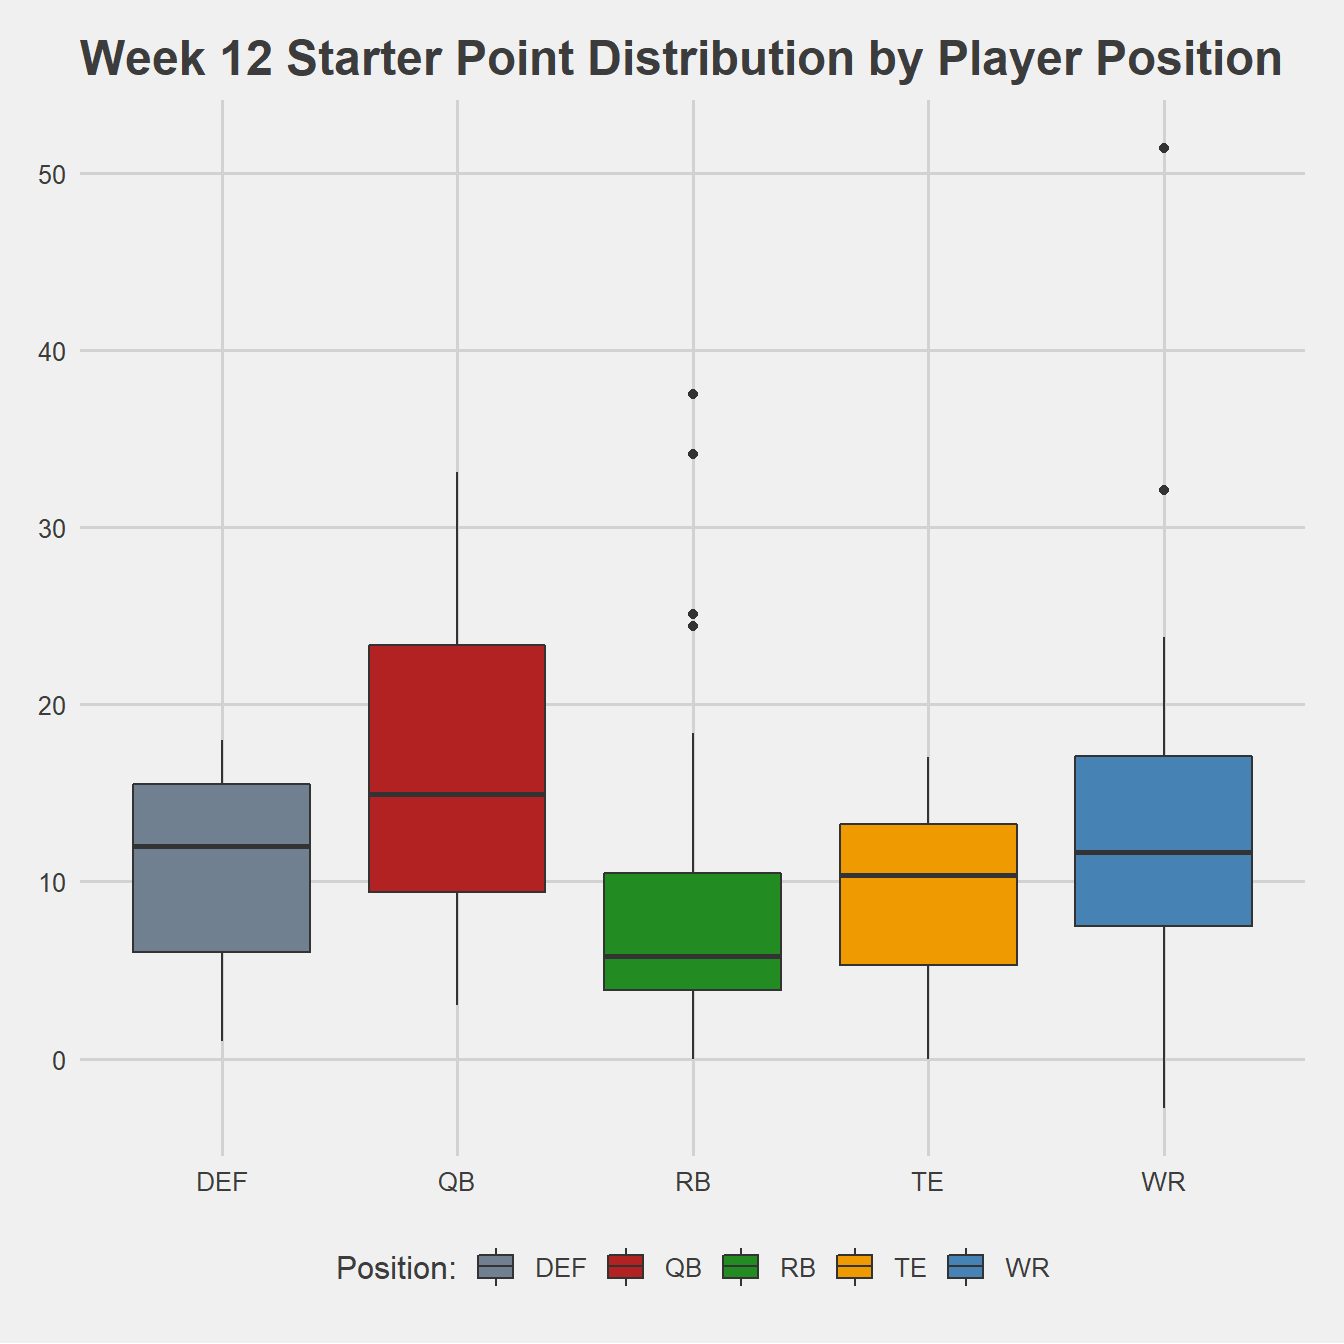 Week 12 Starter Point Distribution by Player Position
50
40
30
20
10
0
DEF QB RB TE WR
Position: DEF QB RB TE WR